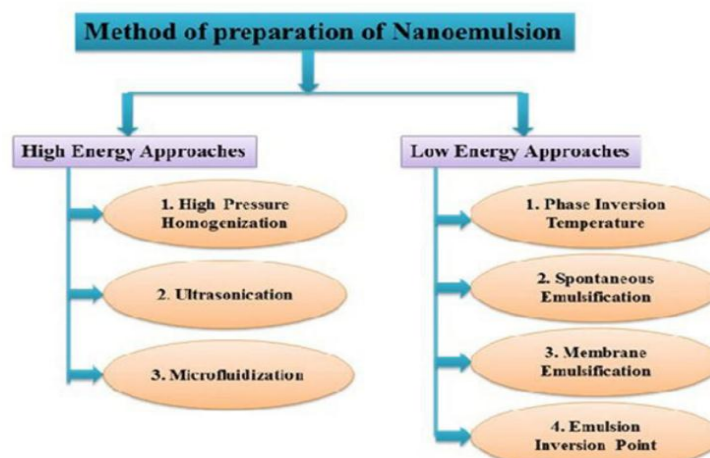 Method of preparation of Nanoemulsion
High Energy Approaches
1. High Pressure
Homogenization
2. Ultrasonication
3. Microfluidization
Low Energy Approaches
1. Phase Inversion
Temperature
2. Spontaneous
Emulsification
3. Membrane
Emulsification
4. Emulsion
Inversion Point